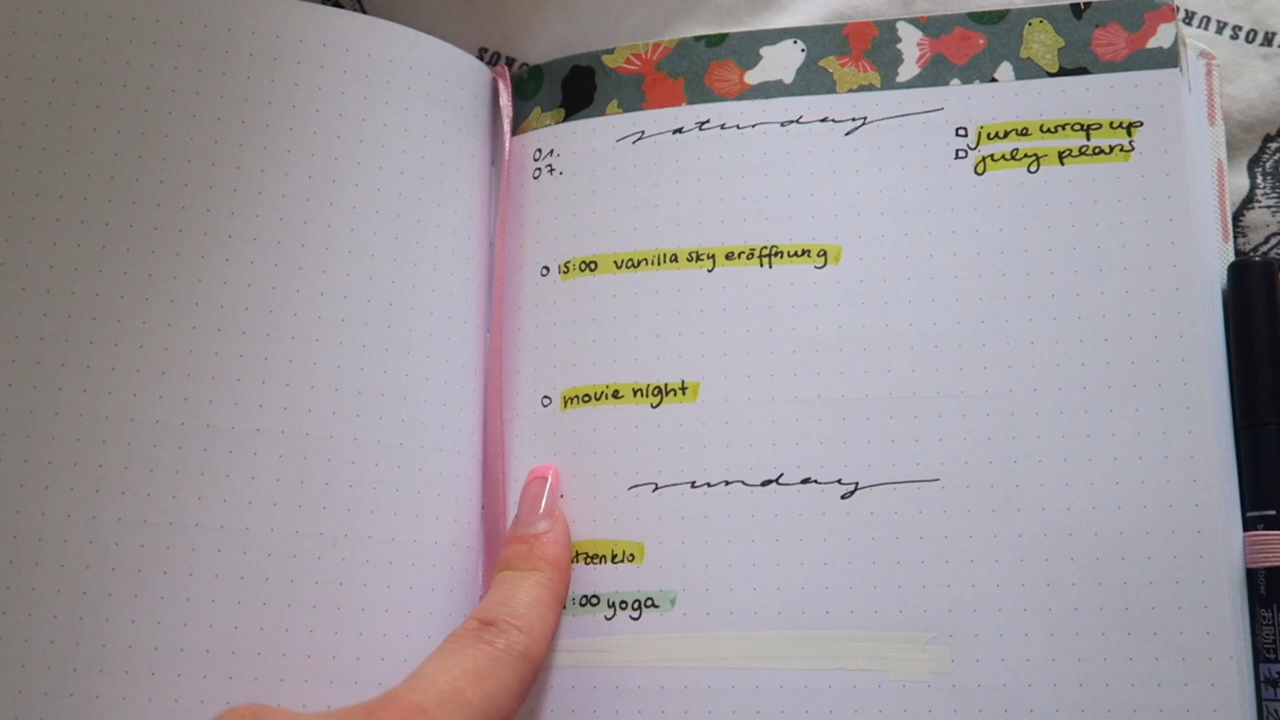 saturday
01.
07.
june wrap up
july plans
15:00 vanilla sky eröffnung
movie night
sunday
:00 yoga